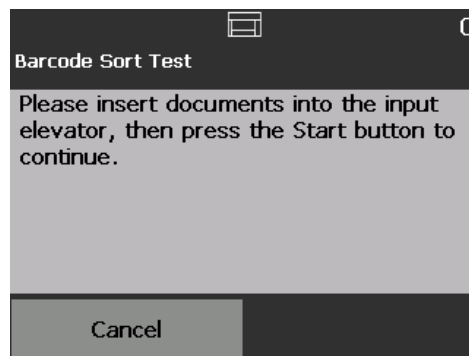 Barcode Sort Test
Please insert documents into the input
elevator, then press the Start button to
continue.
Cancel